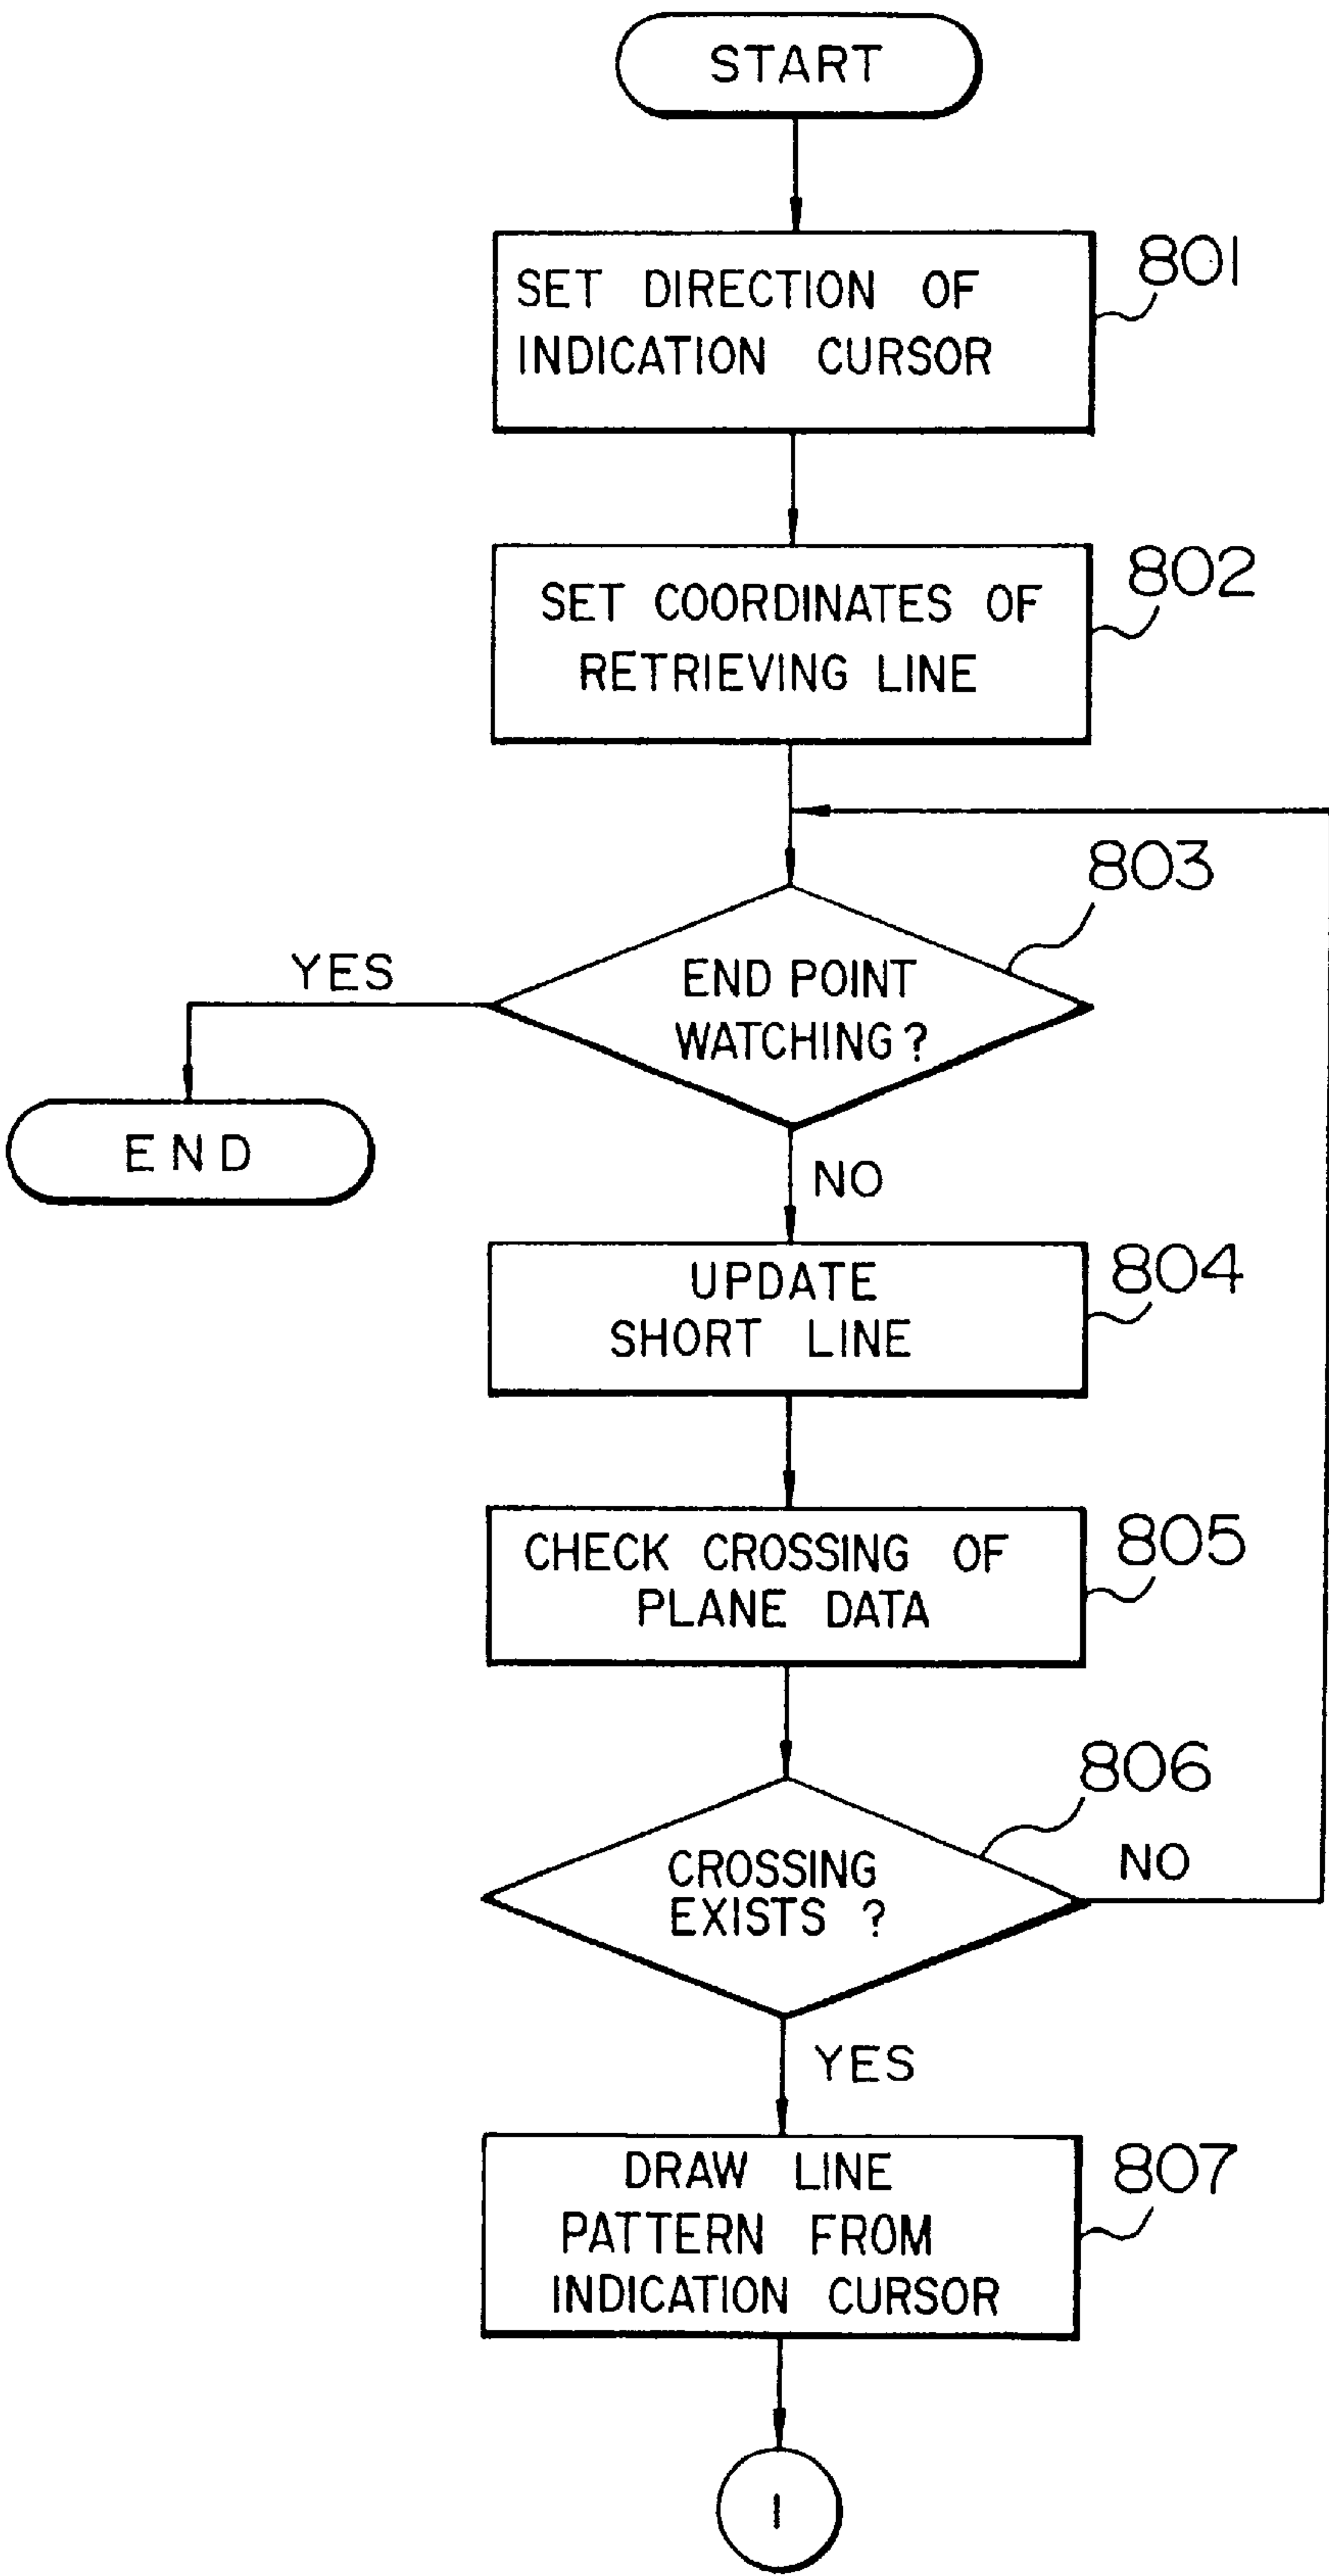 START
801
SET DIRECTION OF
INDICATION CURSOR
802
SET COORDINATES OF
RETRIEVING LINE
803
YES
END POINT
WATCHING?
END
NO
804
UPDATE
SHORT LINE
805
CHECK CROSSING OF
PLANE DATA
806
CROSSING
EXISTS ?
NO
YES
807
DRAW LINE
PATTERN FROM
INDICATION CURSOR
1